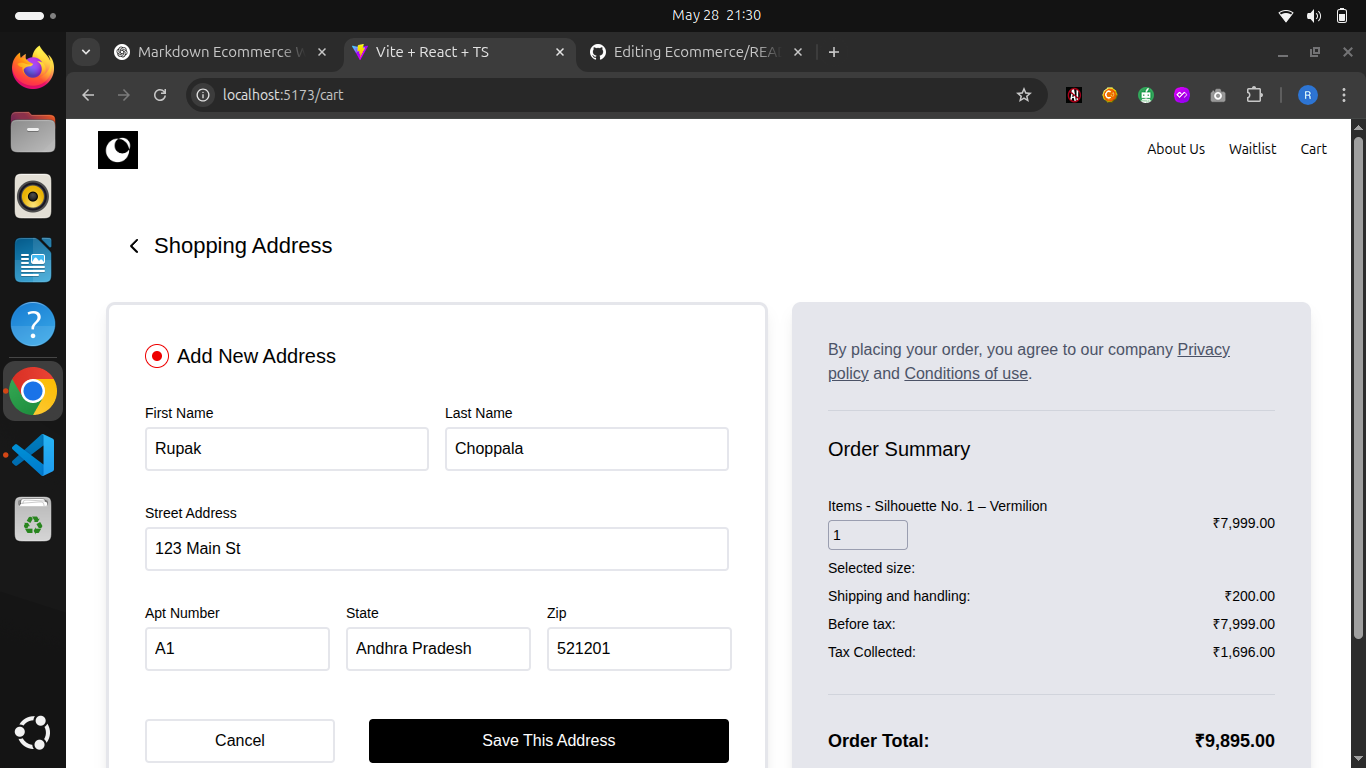 May 28 21:30
Markdown Ecommerce W
Vite + React + TS
Editing Ecommerce/REA
localhost:5173/cart
R
About Us Waitlist Cart
Shopping Address
Add New Address
First Name Last Name
Rupak Choppala
Street Address
123 Main St
Apt Number State Zip
A1 Andhra Pradesh 521201
Cancel Save This Address
By placing your order, you agree to our company Privacy
policy and Conditions of use.
Order Summary
Items - Silhouette No. 1 – Vermilion
1 ₹7,999.00
Selected size:
Shipping and handling: ₹200.00
Before tax: ₹7,999.00
Tax Collected: ₹1,696.00
Order Total: ₹9,895.00